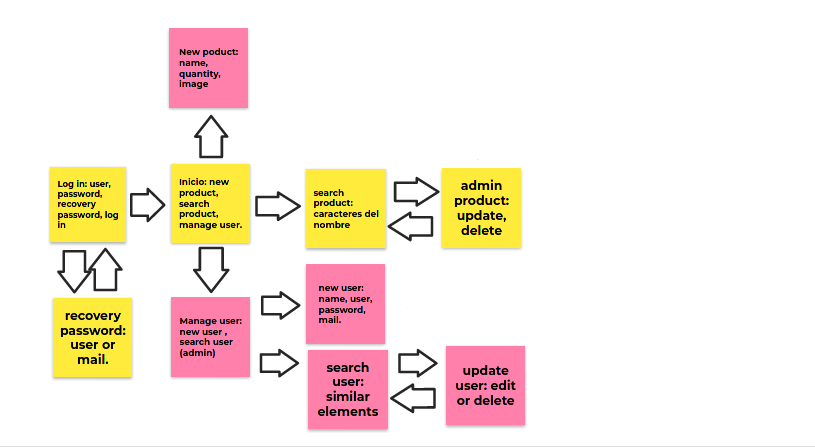 New poduct:
name,
quantity,
image
Log in: user,
password,
recovery
password, log
in
Inicio: new
product,
search
product,
manage user.
search
product:
caracteres del
nombre
admin
product:
update,
delete
recovery
password:
user or
mail.
Manage user:
new user ,
search user
(admin)
new user:
name, user,
password,
mail.
search
user:
similar
elements
update
user: edit
or delete